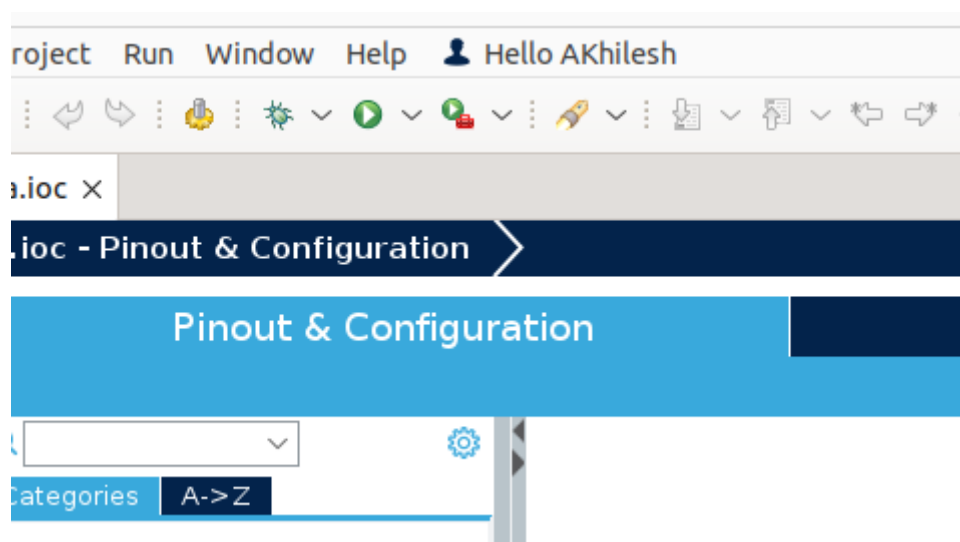 roject Run Window Help Hello AKhilesh
a.ioc
.ioc - Pinout & Configuration
Pinout & Configuration
Categories A->Z